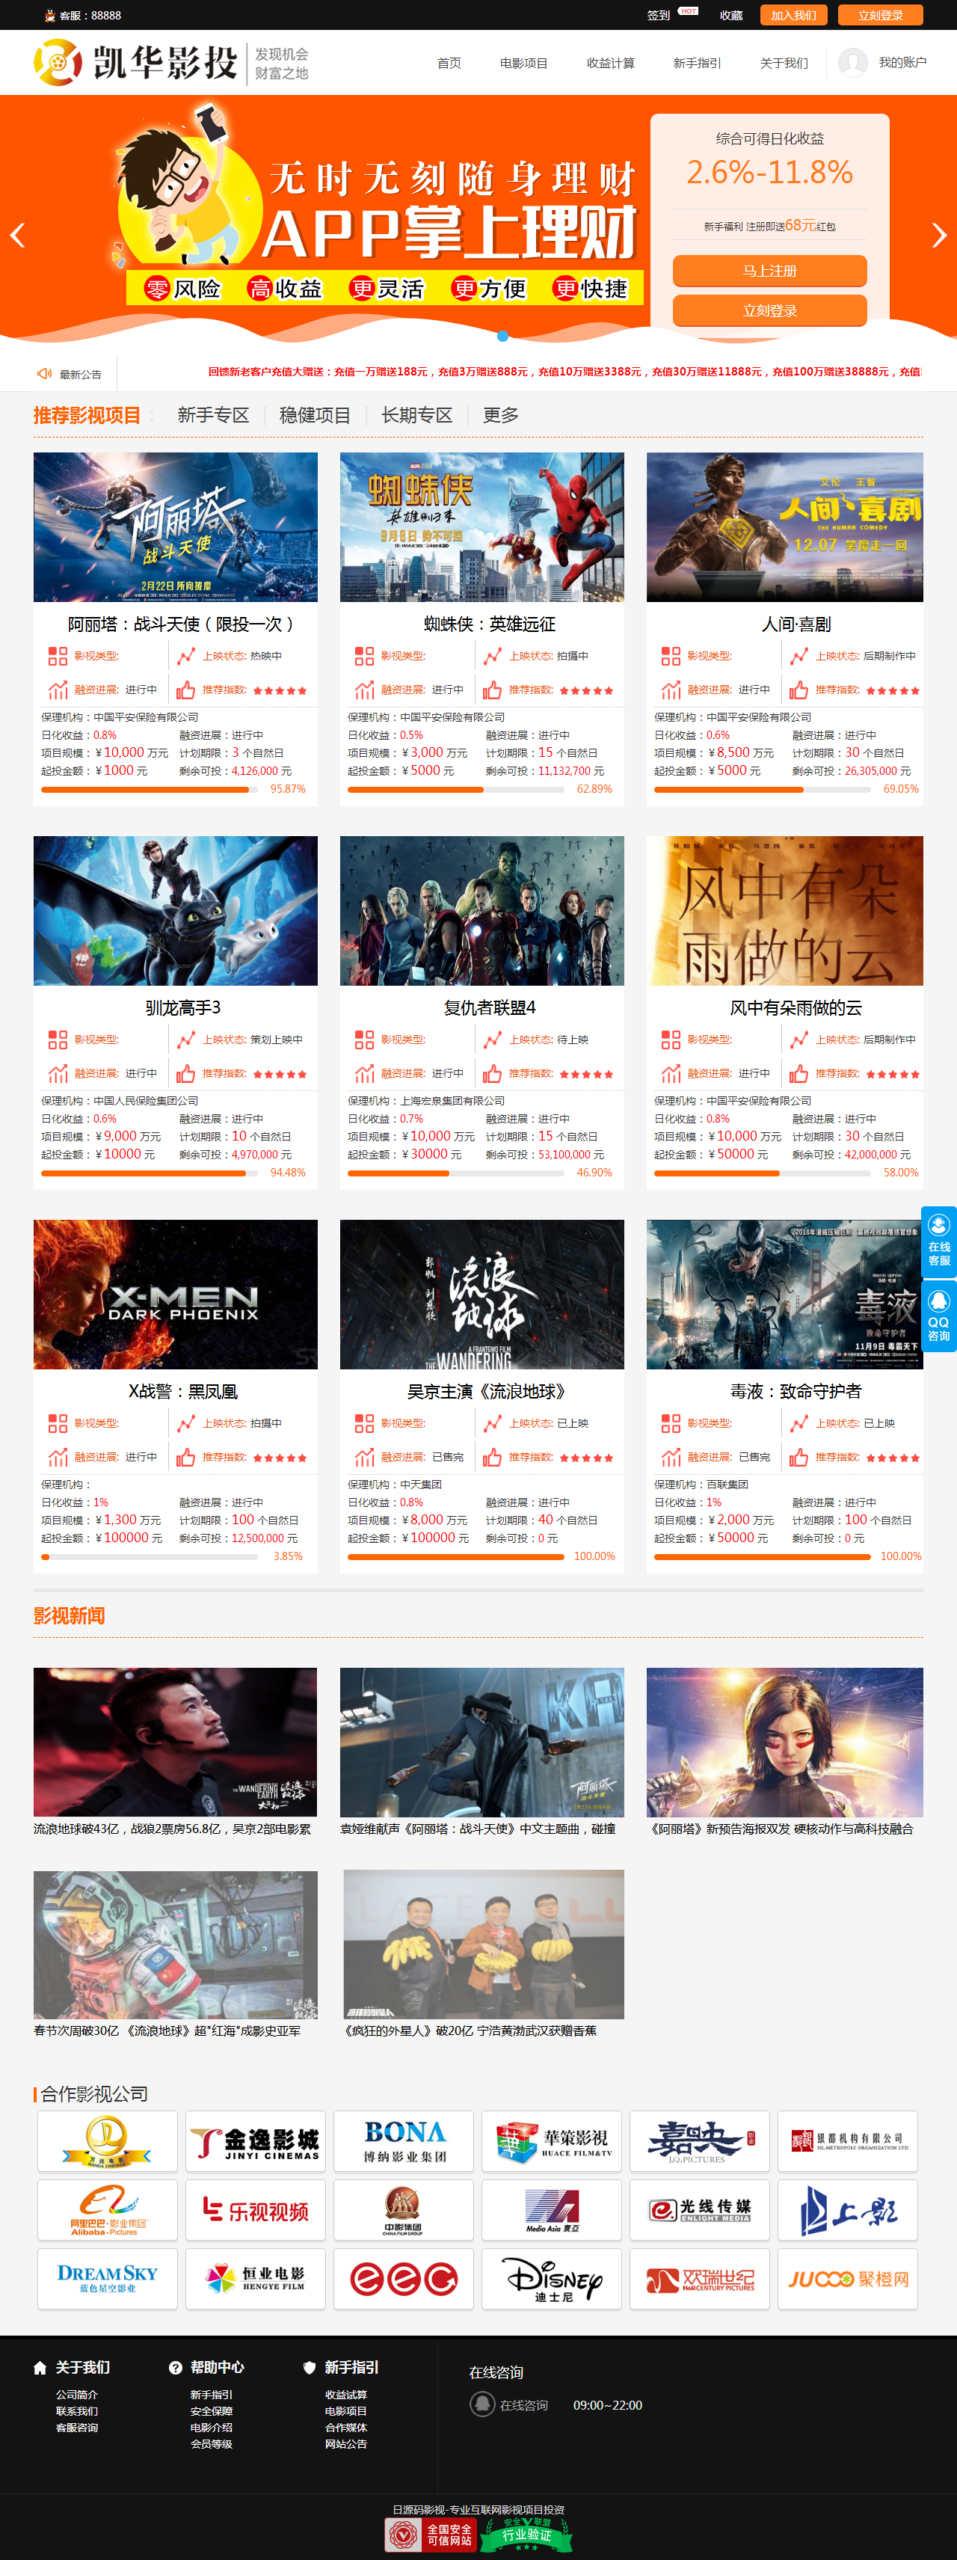 客服：88888
签到 HOT 收藏 加入我们 立刻登录
凯华影投 发现机会 财富之地
首页 电影项目 收益计算 新手指引 关于我们 我的账户
无时无刻随身理财
APP掌上理财
零风险 高收益 更灵活 更方便 更快捷
综合可得日化收益
2.6%-11.8%
新手福利 注册即送68元红包
马上注册
立刻登录
最新公告 回馈新老客户充值大赠送：充值一万赠送188元，充值3万赠送888元，充值10万赠送3388元，充值30万赠送11888元，充值100万赠送38888元，充值
推荐影视项目： 新手专区 稳健项目 长期专区 更多
阿丽塔 战斗天使 2月22日 所向披靡
蜘蛛侠 英雄归来 9月8日 势不可挡
艾伦 王智 人间·喜剧 THE HUMAN COMEDY 12.07 笑傲走一回
阿丽塔：战斗天使（限投一次） 蜘蛛侠：英雄远征 人间·喜剧
影视类型: 上映状态: 热映中 影视类型: 上映状态: 拍摄中 影视类型: 上映状态: 后期制作中
融资进展: 进行中 推荐指数: ★★★★★ 融资进展: 进行中 推荐指数: ★★★★★ 融资进展: 进行中 推荐指数: ★★★★★
保理机构：中国平安保险有限公司 保理机构：中国平安保险有限公司 保理机构：中国平安保险有限公司
日化收益：0.8% 融资进展：进行中 日化收益：0.5% 融资进展：进行中 日化收益：0.6% 融资进展：进行中
项目规模：￥10,000 万元 计划期限：3 个自然日 项目规模：￥3,000 万元 计划期限：15 个自然日 项目规模：￥8,500 万元 计划期限：30 个自然日
起投金额：￥1000 元 剩余可投：4,126,000 元 起投金额：￥5000 元 剩余可投：11,132,700 元 起投金额：￥5000 元 剩余可投：26,305,000 元
95.87% 62.89% 69.05%
风中有朵
雨做的云
驯龙高手3 复仇者联盟4 风中有朵雨做的云
影视类型: 上映状态: 策划上映中 影视类型: 上映状态: 待上映 影视类型: 上映状态: 后期制作中
融资进展: 进行中 推荐指数: ★★★★★ 融资进展: 进行中 推荐指数: ★★★★★ 融资进展: 进行中 推荐指数: ★★★★★
保理机构：中国人民保险集团公司 保理机构：上海宏泉集团有限公司 保理机构：中国平安保险有限公司
日化收益：0.6% 融资进展：进行中 日化收益：0.7% 融资进展：进行中 日化收益：0.8% 融资进展：进行中
项目规模：￥9,000 万元 计划期限：10 个自然日 项目规模：￥10,000 万元 计划期限：15 个自然日 项目规模：￥10,000 万元 计划期限：30 个自然日
起投金额：￥10000 元 剩余可投：4,970,000 元 起投金额：￥30000 元 剩余可投：53,100,000 元 起投金额：￥50000 元 剩余可投：42,000,000 元
94.48% 46.90% 58.00%
在线客服
QQ咨询
X-MEN DARK PHOENIX
郭帆 刘慈欣 流浪地球 A FRANT GWO FILM THE WANDERING
毒液 致命守护者 11月9日 毒霸天下
X战警：黑凤凰 吴京主演《流浪地球》 毒液：致命守护者
影视类型: 上映状态: 拍摄中 影视类型: 上映状态: 已上映 影视类型: 上映状态: 已上映
融资进展: 进行中 推荐指数: ★★★★★ 融资进展: 已售完 推荐指数: ★★★★★ 融资进展: 已售完 推荐指数: ★★★★★
保理机构： 保理机构：中天集团 保理机构：百联集团
日化收益：1% 融资进展：进行中 日化收益：0.8% 融资进展：进行中 日化收益：1% 融资进展：进行中
项目规模：￥1,300 万元 计划期限：100 个自然日 项目规模：￥8,000 万元 计划期限：40 个自然日 项目规模：￥2,000 万元 计划期限：100 个自然日
起投金额：￥100000 元 剩余可投：12,500,000 元 起投金额：￥100000 元 剩余可投：0 元 起投金额：￥50000 元 剩余可投：0 元
3.85% 100.00% 100.00%
影视新闻
THE WANDERING EARTH 流浪地球 大年初一
KA 阿丽塔 战斗天使
流浪地球破43亿，战狼2票房56.8亿，吴京2部电影累 袁娅维献声《阿丽塔：战斗天使》中文主题曲，碰撞 《阿丽塔》新预告海报双发 硬核动作与高科技融合
春节次周破30亿 《流浪地球》超"红海"成影史亚军 《疯狂的外星人》破20亿 宁浩黄渤武汉获赠香蕉
合作影视公司
万达电影 WANDA CINEMAS 金逸影城 JINYI CINEMAS BONA 博纳影业集团 華策影視 HUACE FILM&TV 嘉映影业 J.Q.PICTURES 银都机构有限公司 SIL-METROPOLE ORGANIZATION LTD
阿里巴巴·影业集团 Alibaba·Pictures 乐视视频 中影集团 CHINA FILM GROUP Media Asia 寰亞 光线传媒 ENLIGHT MEDIA 上影
DREAM SKY 蓝色星空影业 恒业电影 HENGYE FILM eec Disney 迪士尼 欢瑞世纪 H&R CENTURY PICTURES JUOOO 聚橙网
关于我们 帮助中心 新手指引 在线咨询
公司简介 新手指引 收益试算
联系我们 安全保障 电影项目 在线咨询 09:00~22:00
客服咨询 电影介绍 合作媒体
会员等级 网站公告
日源码影视-专业互联网影视项目投资
全国安全可信网站 安全联盟 行业验证